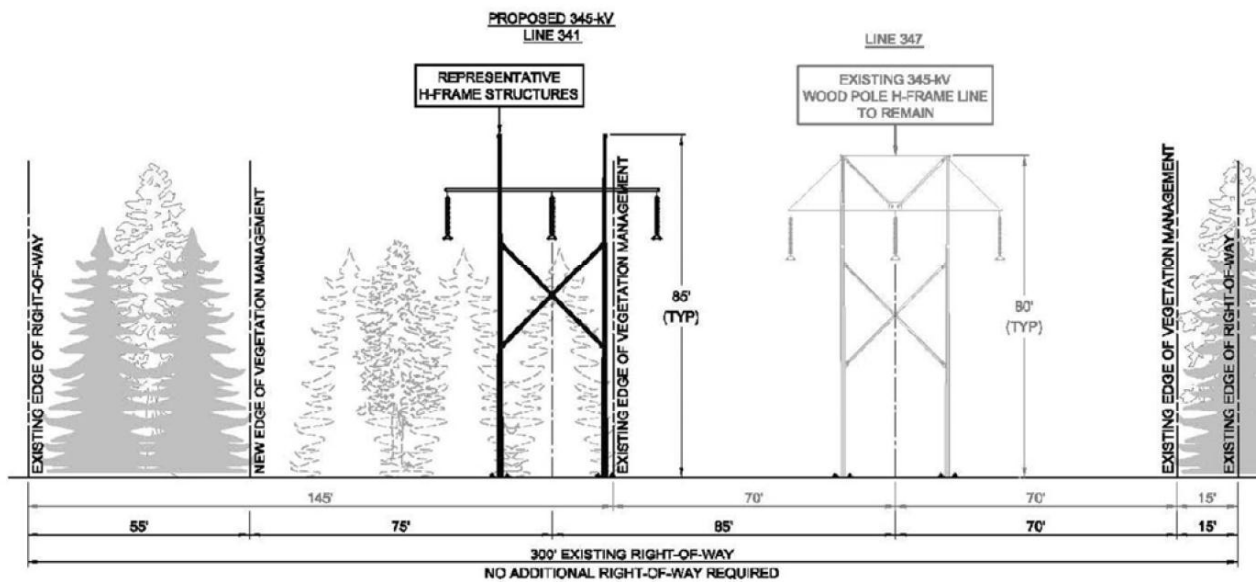 PROPOSED 345-kV
LINE 341
LINE 347
REPRESENTATIVE
H-FRAME STRUCTURES
EXISTING 345-kV
WOOD POLE H-FRAME LINE
TO REMAIN
EXISTING EDGE OF RIGHT-OF-WAY
NEW EDGE OF VEGETATION MANAGEMENT
EXISTING EDGE OF VEGETATION MANAGEMENT
85'
(TYP)
80'
(TYP)
EXISTING EDGE OF VEGETATION MANAGEMENT
EXISTING EDGE OF RIGHT-OF-WAY
145' 70' 70' 15'
55' 75' 85' 70' 15'
300' EXISTING RIGHT-OF-WAY
NO ADDITIONAL RIGHT-OF-WAY REQUIRED